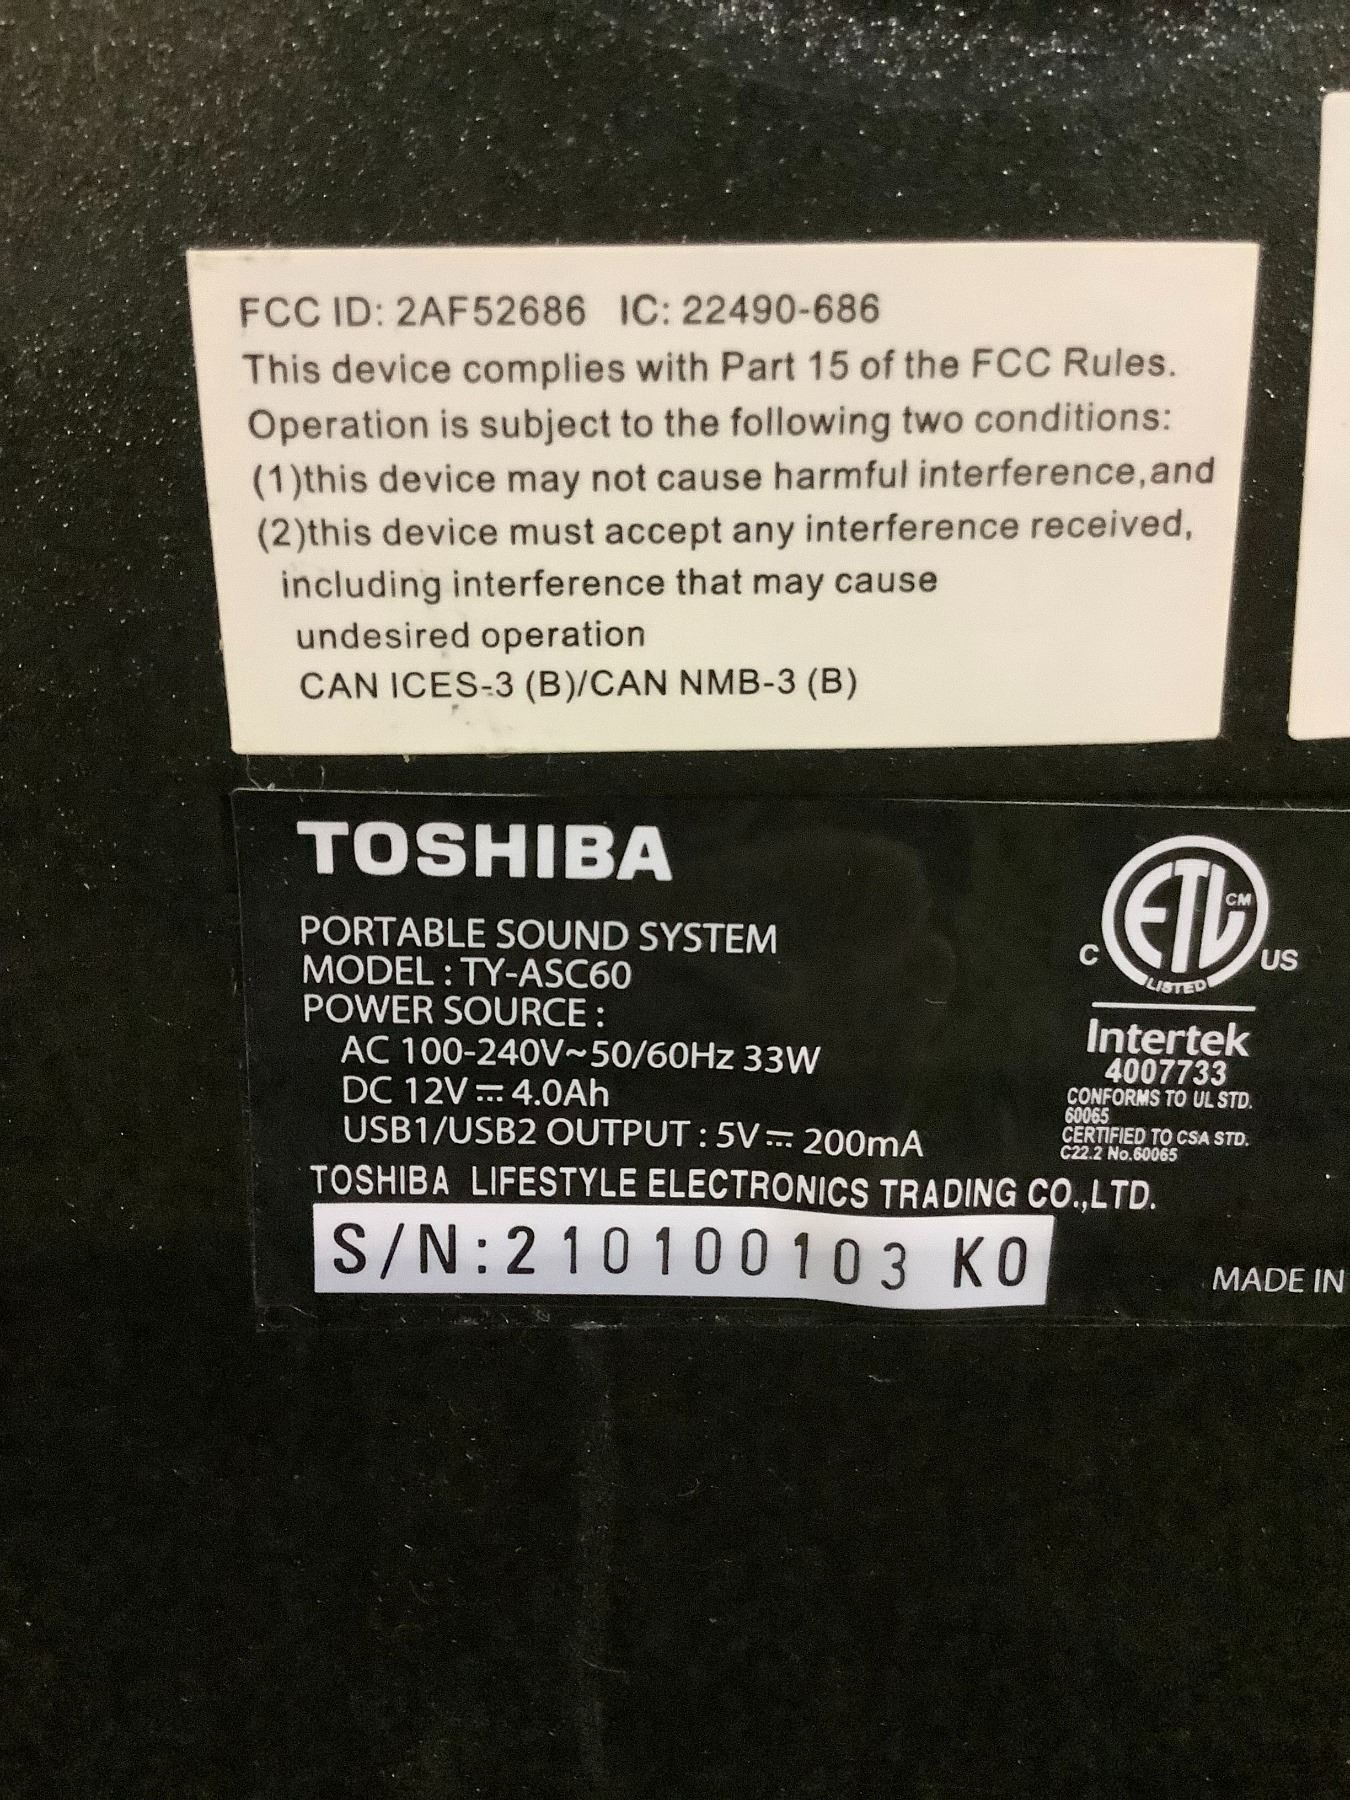 FCC ID: 2AF52686 IC: 22490-686
This device complies with Part 15 of the FCC Rules.
Operation is subject to the following two conditions:
(1)this device may not cause harmful interference,and
(2)this device must accept any interference received,
including interference that may cause
undesired operation
CAN ICES-3 (B)/CAN NMB-3 (B)
TOSHIBA
PORTABLE SOUND SYSTEM
MODEL : TY-ASC60
POWER SOURCE :
AC 100-240V~50/60Hz 33W
DC 12V⎓ 4.0Ah
USB1/USB2 OUTPUT : 5V⎓ 200mA
TOSHIBA LIFESTYLE ELECTRONICS TRADING CO.,LTD.
S/N:210100103 K0
ETL CM
C US
LISTED
Intertek
4007733
CONFORMS TO UL STD.
60065
CERTIFIED TO CSA STD.
C22.2 No.60065
MADE IN